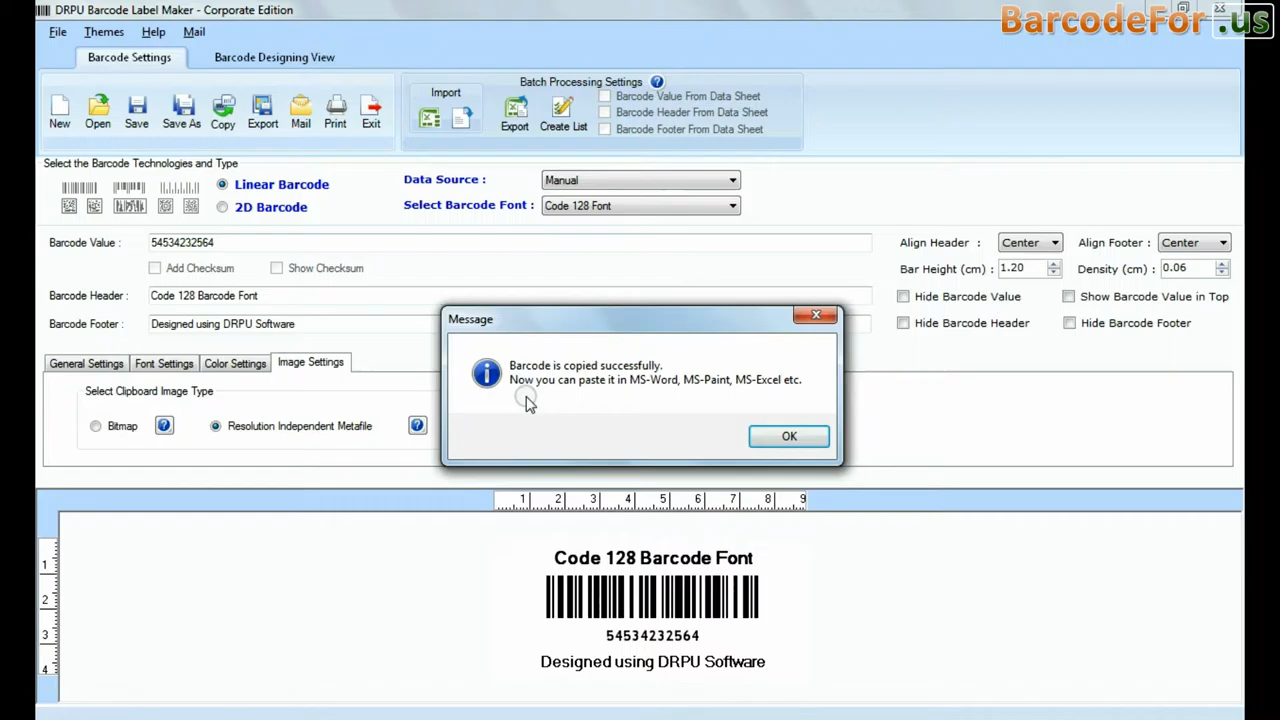 DRPU Barcode Label Maker - Corporate Edition
BarcodeFor.us
File Themes Help Mail
Barcode Settings Barcode Designing View
Import
Batch Processing Settings ?
Barcode Value From Data Sheet
Barcode Header From Data Sheet
Barcode Footer From Data Sheet
New Open Save Save As Copy Export Mail Print Exit Export Create List
Select the Barcode Technologies and Type
Linear Barcode
2D Barcode
Data Source : Manual
Select Barcode Font : Code 128 Font
Barcode Value : 54534232564
Add Checksum Show Checksum
Barcode Header : Code 128 Barcode Font
Barcode Footer : Designed using DRPU Software
Align Header : Center Align Footer : Center
Bar Height (cm) : 1.20 Density (cm) : 0.06
Hide Barcode Value Show Barcode Value in Top
Hide Barcode Header Hide Barcode Footer
General Settings Font Settings Color Settings Image Settings
Select Clipboard Image Type
Bitmap ? Resolution Independent Metafile ?
Message
Barcode is copied successfully.
Now you can paste it in MS-Word, MS-Paint, MS-Excel etc.
OK
1 2 3 4 5 6 7 8 9
1
2
3
4
Code 128 Barcode Font
54534232564
Designed using DRPU Software